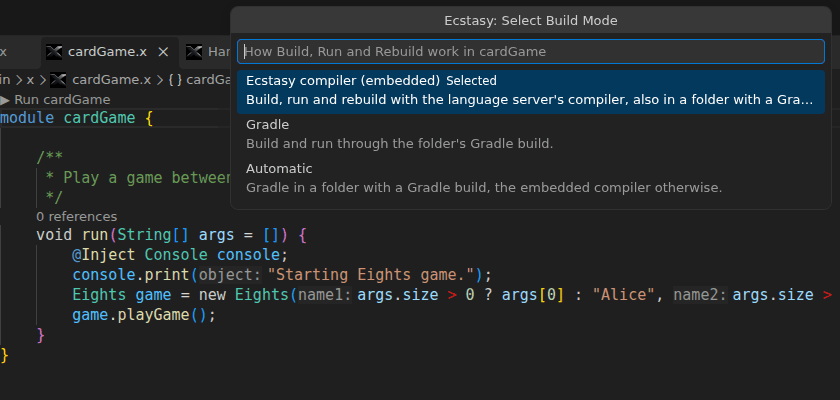 Ecstasy: Select Build Mode
x
cardGame.x
Har
How Build, Run and Rebuild work in cardGame
in > x > cardGame.x > {} cardGa
Ecstasy compiler (embedded) Selected
Build, run and rebuild with the language server's compiler, also in a folder with a Gra...
Run cardGame
module cardGame {
Gradle
Build and run through the folder's Gradle build.
/**
Automatic
* Play a game between
Gradle in a folder with a Gradle build, the embedded compiler otherwise.
*/
0 references
void run(String[] args = []) {
@Inject Console console;
console.print(object: "Starting Eights game.");
Eights game = new Eights(name1: args.size > 0 ? args[0] : "Alice", name2: args.size >
game.playGame();
}
}